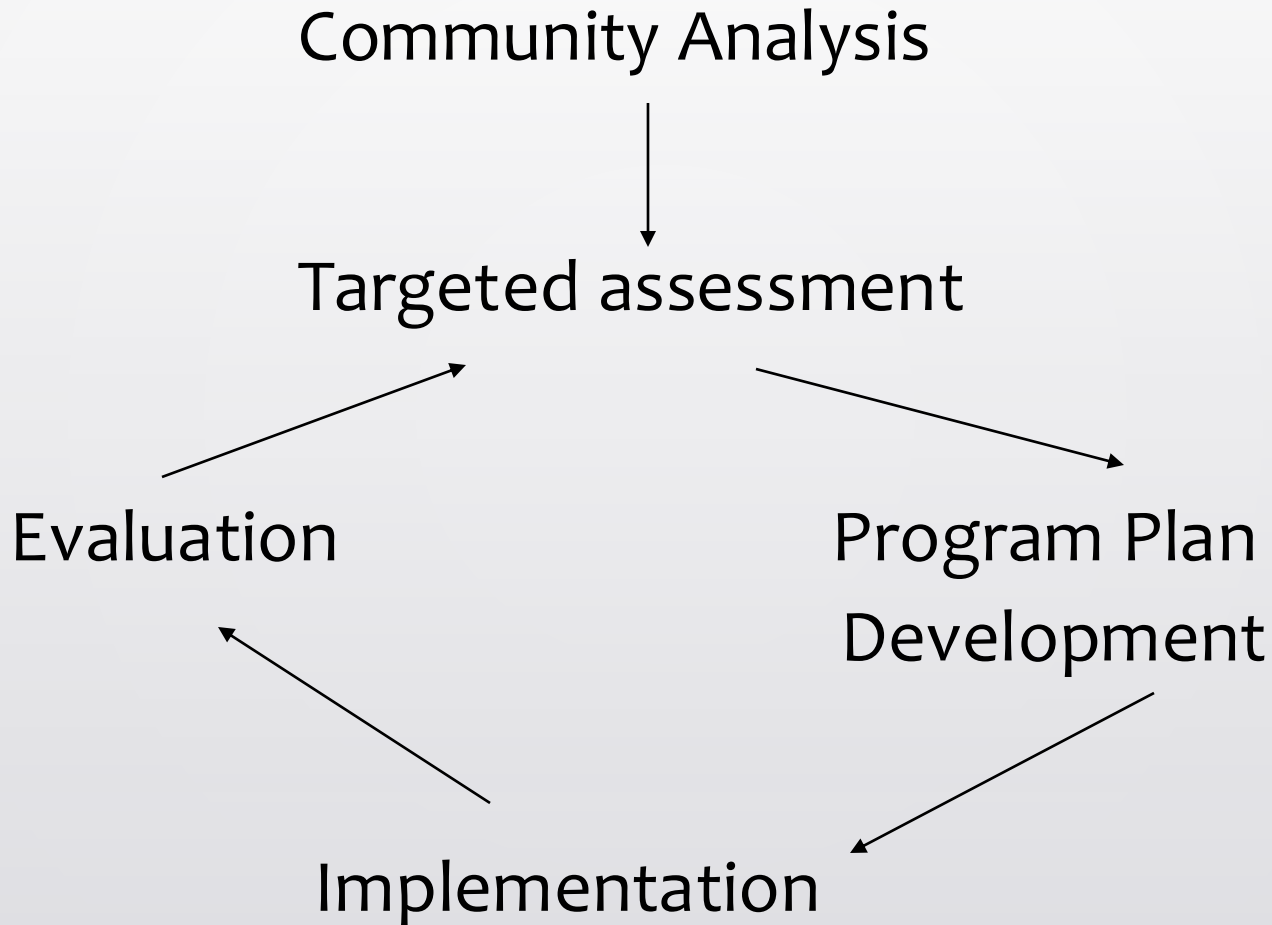 Community Analysis
Targeted assessment
Evaluation
Program Plan
Development
Implementation